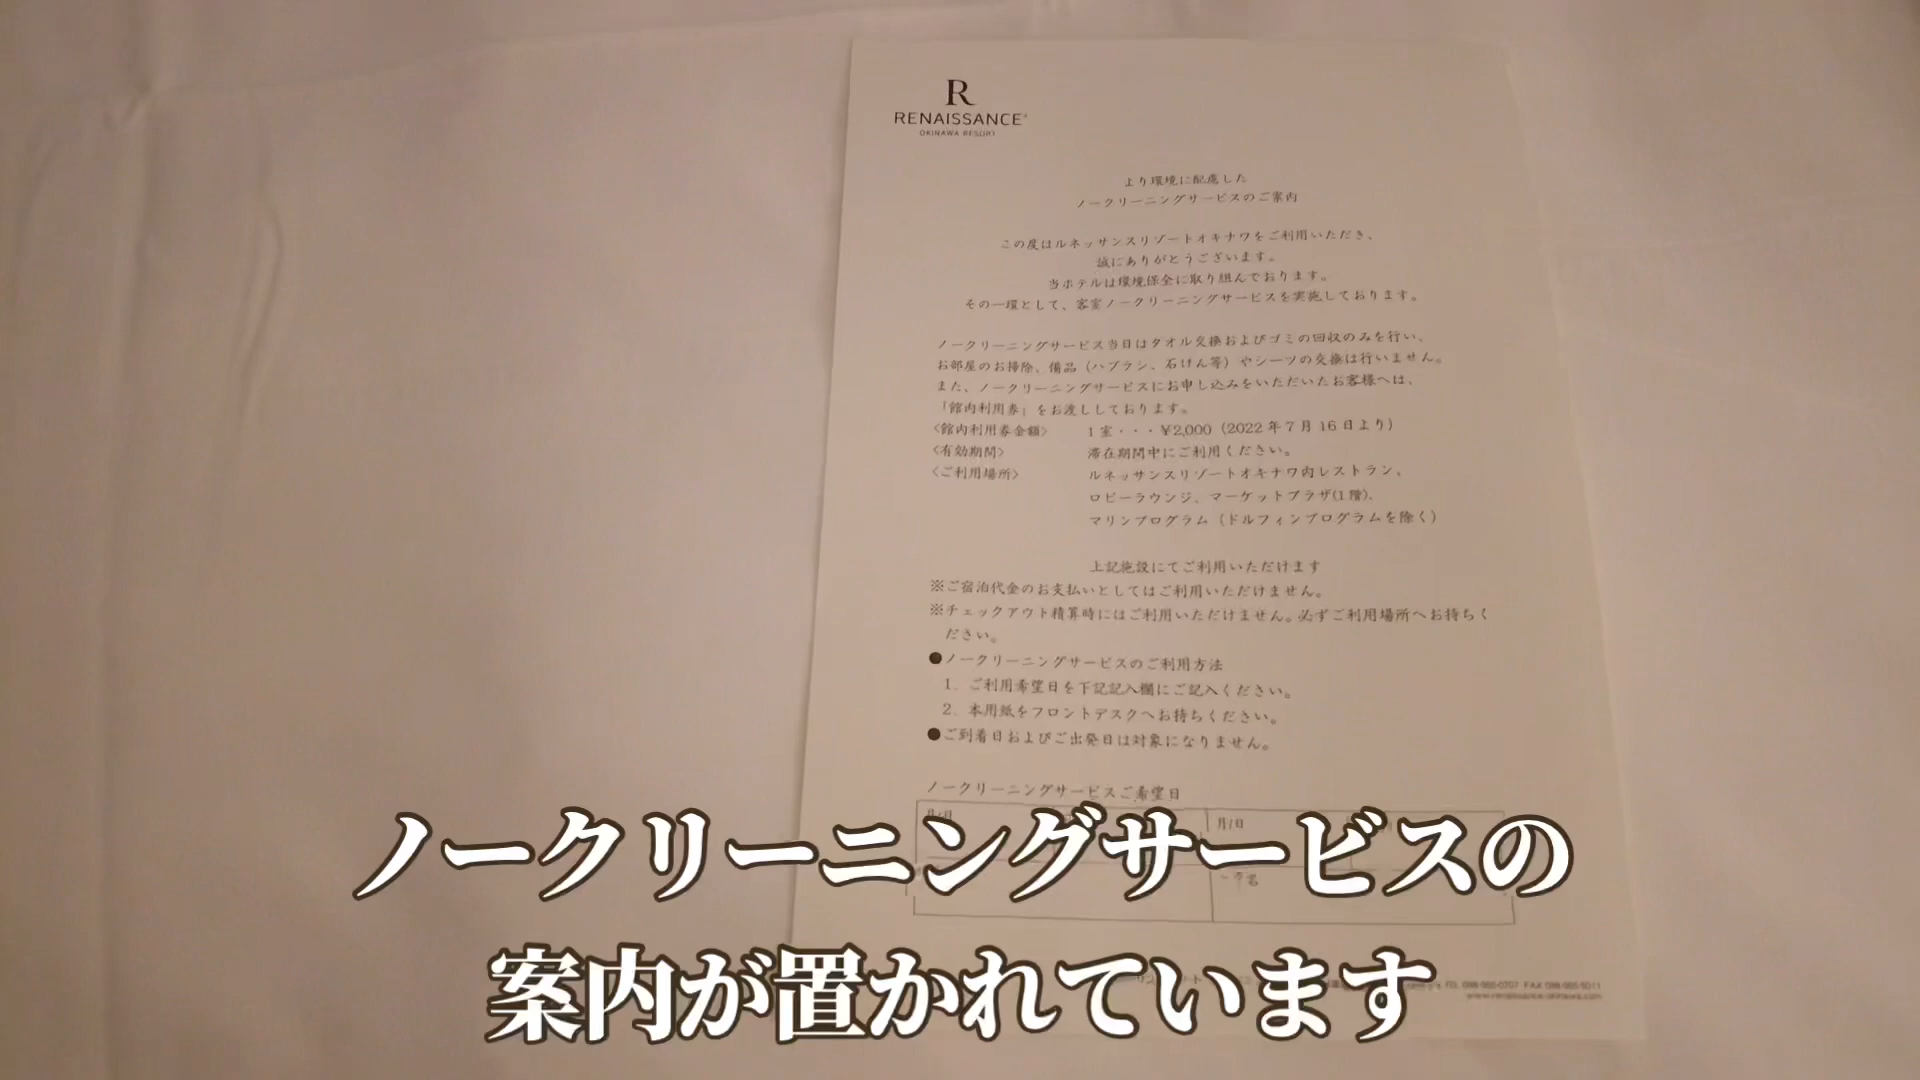 R
RENAISSANCE®
OKINAWA RESORT
より環境に配慮した
ノークリーニングサービスのご案内
この度はルネッサンスリゾートオキナワをご利用いただき、
誠にありがとうございます。
当ホテルは環境保全に取り組んでおります。
その一環として、客室ノークリーニングサービスを実施しております。
ノークリーニングサービス当日はタオル交換およびゴミの回収のみを行い、
お部屋のお掃除、備品（ハブラシ、石けん等）やシーツの交換は行いません。
また、ノークリーニングサービスにお申し込みをいただいたお客様へは、
「館内利用券」をお渡ししております。
〈館内利用券金額〉 1室・・・¥2,000（2022年7月16日より）
〈有効期間〉 滞在期間中にご利用ください。
〈ご利用場所〉 ルネッサンスリゾートオキナワ内レストラン、
ロビーラウンジ、マーケットプラザ(1階)、
マリンプログラム（ドルフィンプログラムを除く）
上記施設にてご利用いただけます
※ご宿泊代金のお支払いとしてはご利用いただけません。
※チェックアウト積算時にはご利用いただけません。必ずご利用場所へお持ちく
ださい。
●ノークリーニングサービスのご利用方法
1. ご利用希望日を下記記入欄にご記入ください。
2. 本用紙をフロントデスクへお持ちください。
●ご到着日およびご出発日は対象になりません。
ノークリーニングサービスご希望日
月/日
ノークリーニングサービスの
案内が置かれています
TEL 098-965-0707 FAX 098-965-5011
www.renaissance-okinawa.com